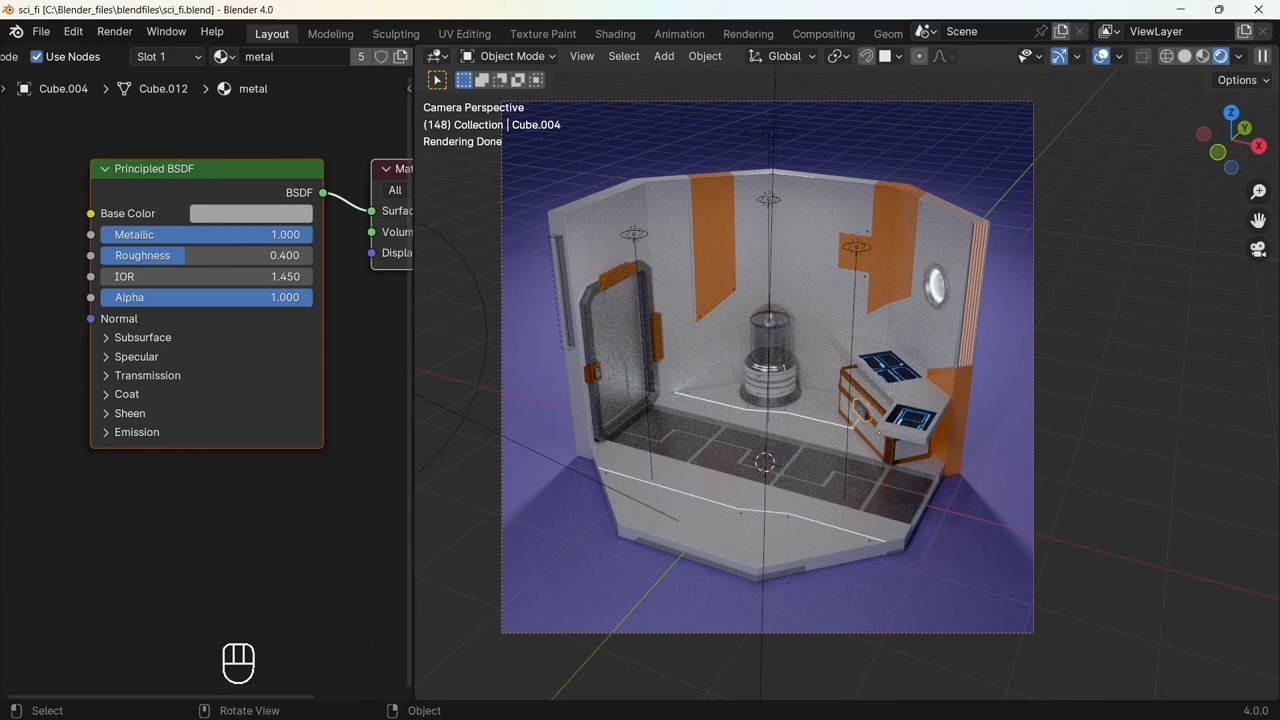 sci_fi [C:\Blender_files\blendfiles\sci_fi.blend] - Blender 4.0
File Edit Render Window Help Layout Modeling Sculpting UV Editing Texture Paint Shading Animation Rendering Compositing Geom Scene ViewLayer
ode Use Nodes Slot 1 metal 5 Object Mode View Select Add Object Global
Options
Cube.004 > Cube.012 > metal
Camera Perspective
(148) Collection | Cube.004
Rendering Done
Z
Y
X
Principled BSDF
Mat
BSDF
All
Base Color
Surfac
Metallic 1.000
Volum
Roughness 0.400
Displa
IOR 1.450
Alpha 1.000
Normal
Subsurface
Specular
Transmission
Coat
Sheen
Emission
Select Rotate View Object 4.0.0